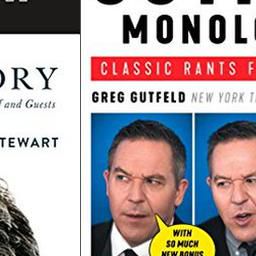 ORY
f and Guests
TEWART
MONOLO
CLASSIC RANTS F
GREG GUTFELD NEW YORK T
WITH
SO MUCH
NEW BONUS